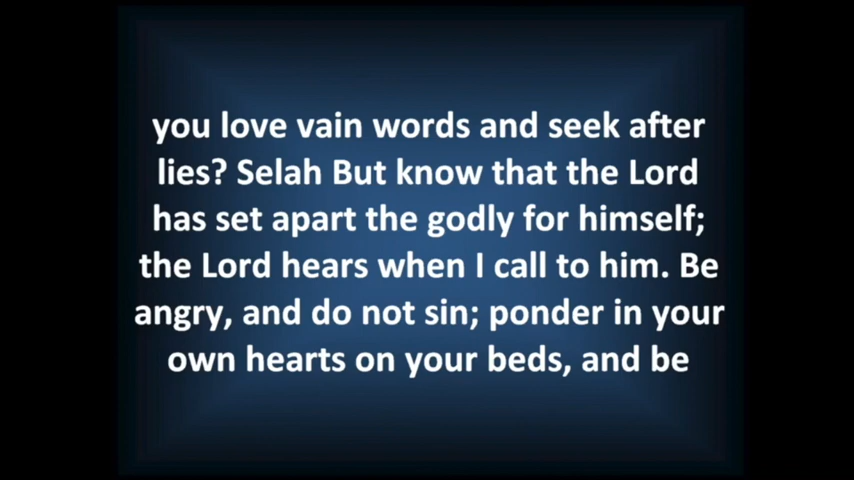 you love vain words and seek after
lies? Selah But know that the Lord
has set apart the godly for himself;
the Lord hears when I call to him. Be
angry, and do not sin; ponder in your
own hearts on your beds, and be